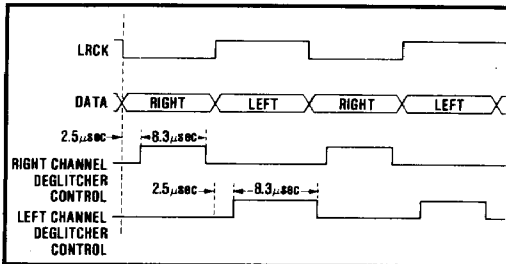 LRCK
DATA RIGHT LEFT RIGHT LEFT
2.5μsec 8.3μsec
RIGHT CHANNEL
DEGLITCHER
CONTROL
2.5μsec 8.3μsec
LEFT CHANNEL
DEGLITCHER
CONTROL